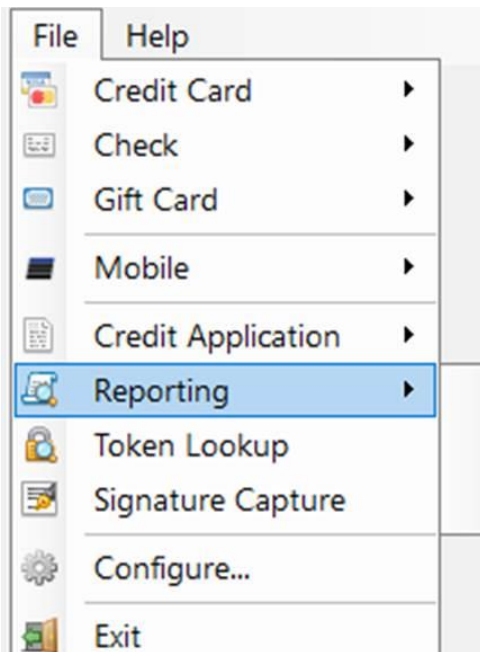 File Help
Credit Card
Check
Gift Card
Mobile
Credit Application
Reporting
Token Lookup
Signature Capture
Configure...
Exit